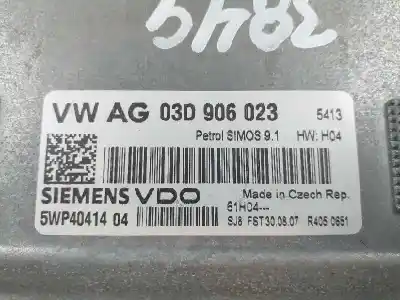 3849
VW AG 03D 906 023 5413
Petrol SIMOS 9.1 HW: H04
SIEMENS VDO Made in Czech Rep.
5WP40414 04 61H04---
SJ8 FST30.08.07 R405 0651